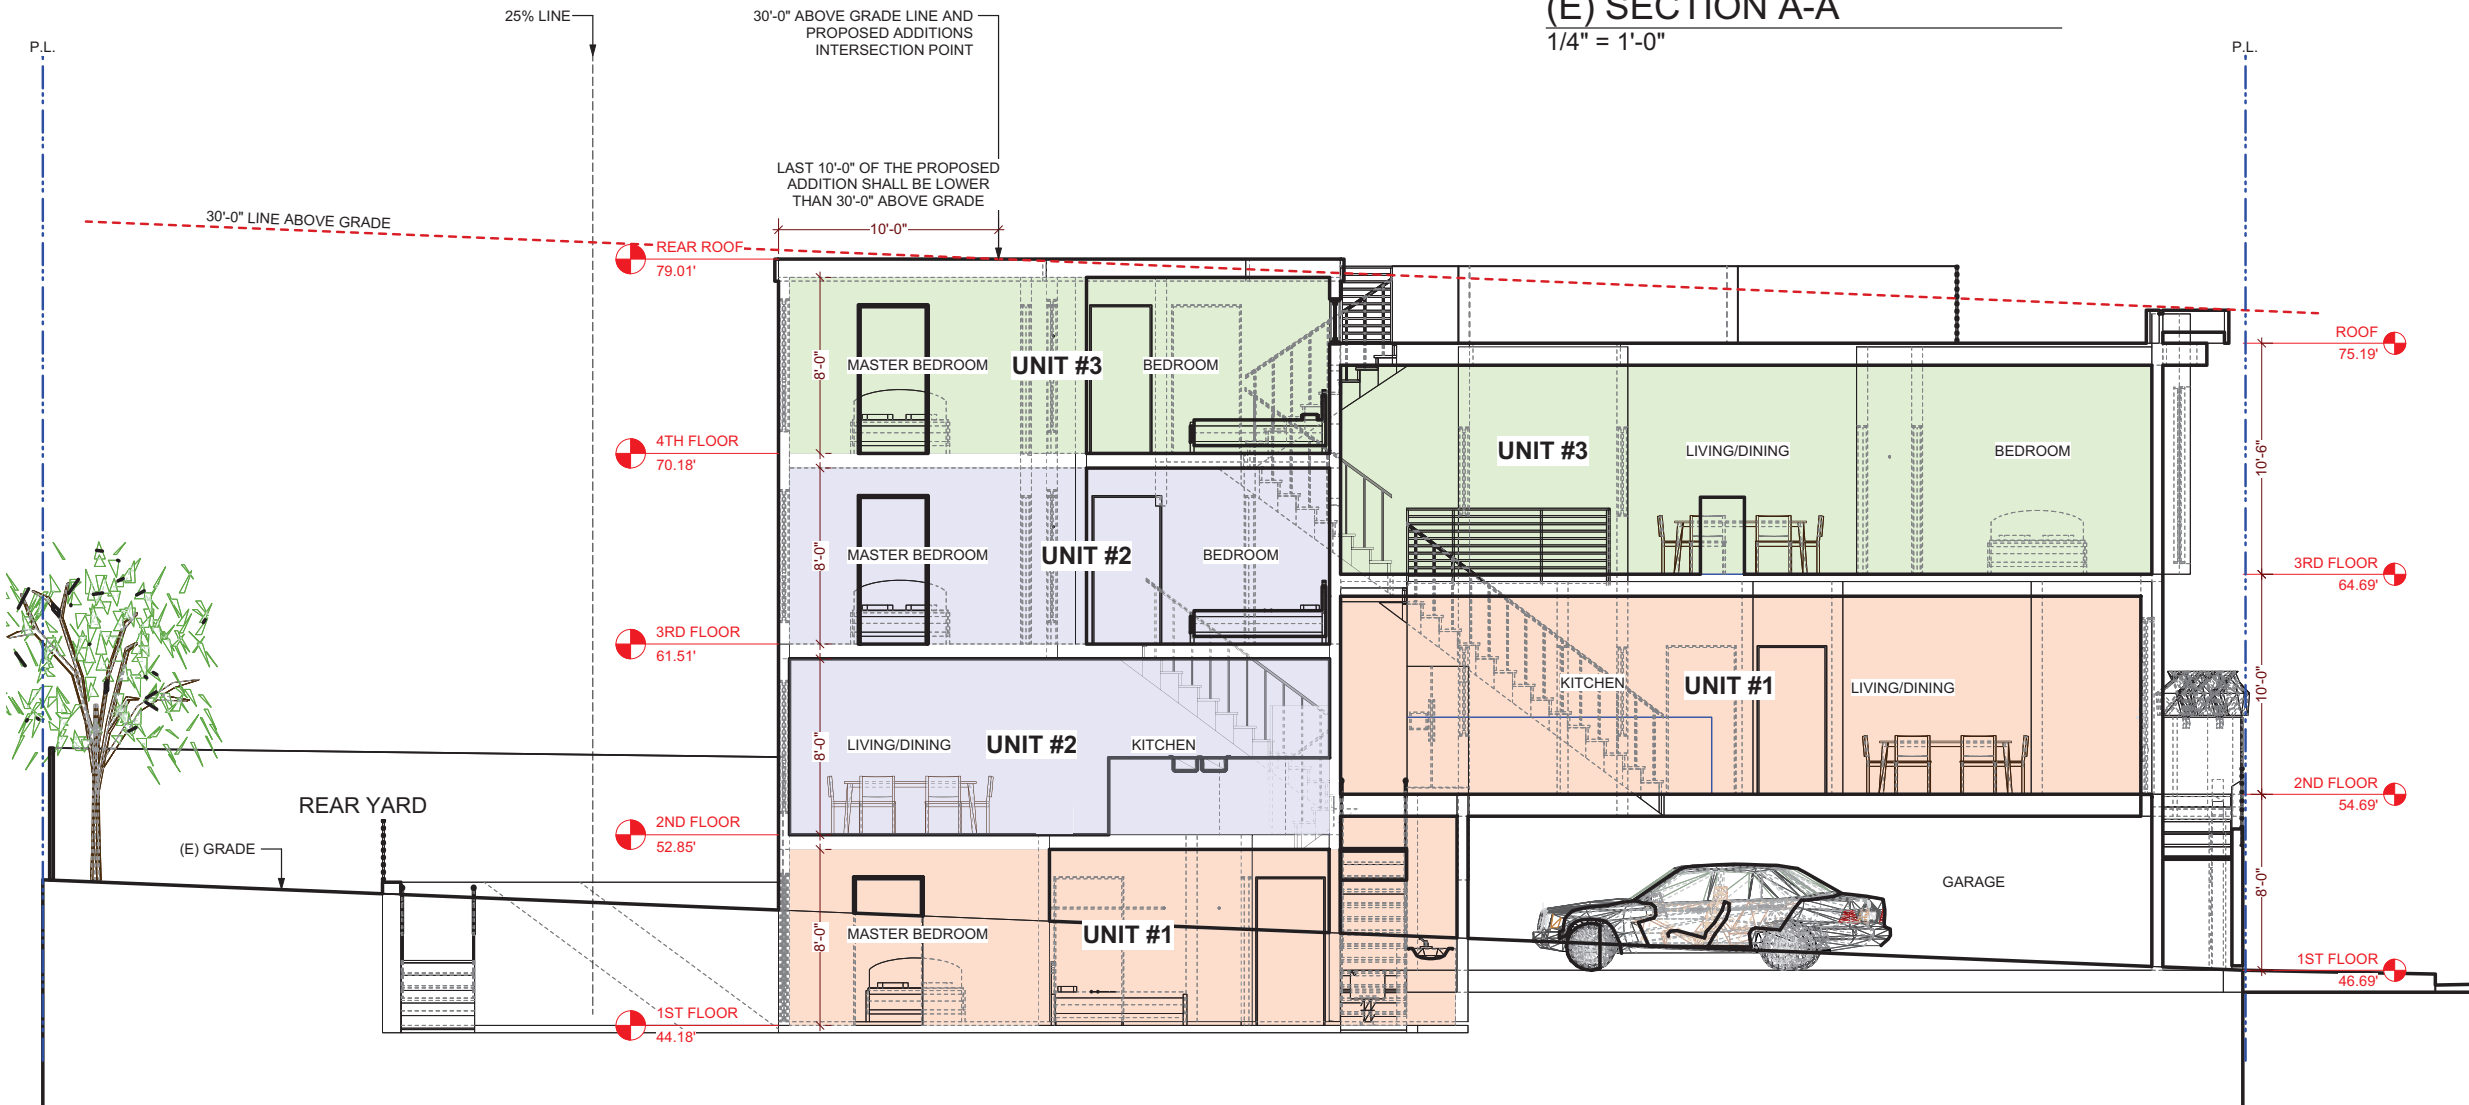 (E) SECTION A-A
1/4" = 1'-0"
25% LINE
30'-0" ABOVE GRADE LINE AND
PROPOSED ADDITIONS
INTERSECTION POINT
P.L.
P.L.
LAST 10'-0" OF THE PROPOSED
ADDITION SHALL BE LOWER
THAN 30'-0" ABOVE GRADE
30'-0" LINE ABOVE GRADE
10'-0"
REAR ROOF
79.01'
ROOF
75.19'
8'-0"
MASTER BEDROOM
UNIT #3
BEDROOM
4TH FLOOR
70.18'
UNIT #3
LIVING/DINING
BEDROOM
10'-6"
8'-0"
MASTER BEDROOM
UNIT #2
BEDROOM
3RD FLOOR
64.69'
3RD FLOOR
61.51'
KITCHEN
UNIT #1
LIVING/DINING
10'-0"
8'-0"
LIVING/DINING
UNIT #2
KITCHEN
2ND FLOOR
54.69'
REAR YARD
2ND FLOOR
52.85'
(E) GRADE
GARAGE
8'-0"
8'-0"
MASTER BEDROOM
UNIT #1
1ST FLOOR
46.69'
1ST FLOOR
44.18'